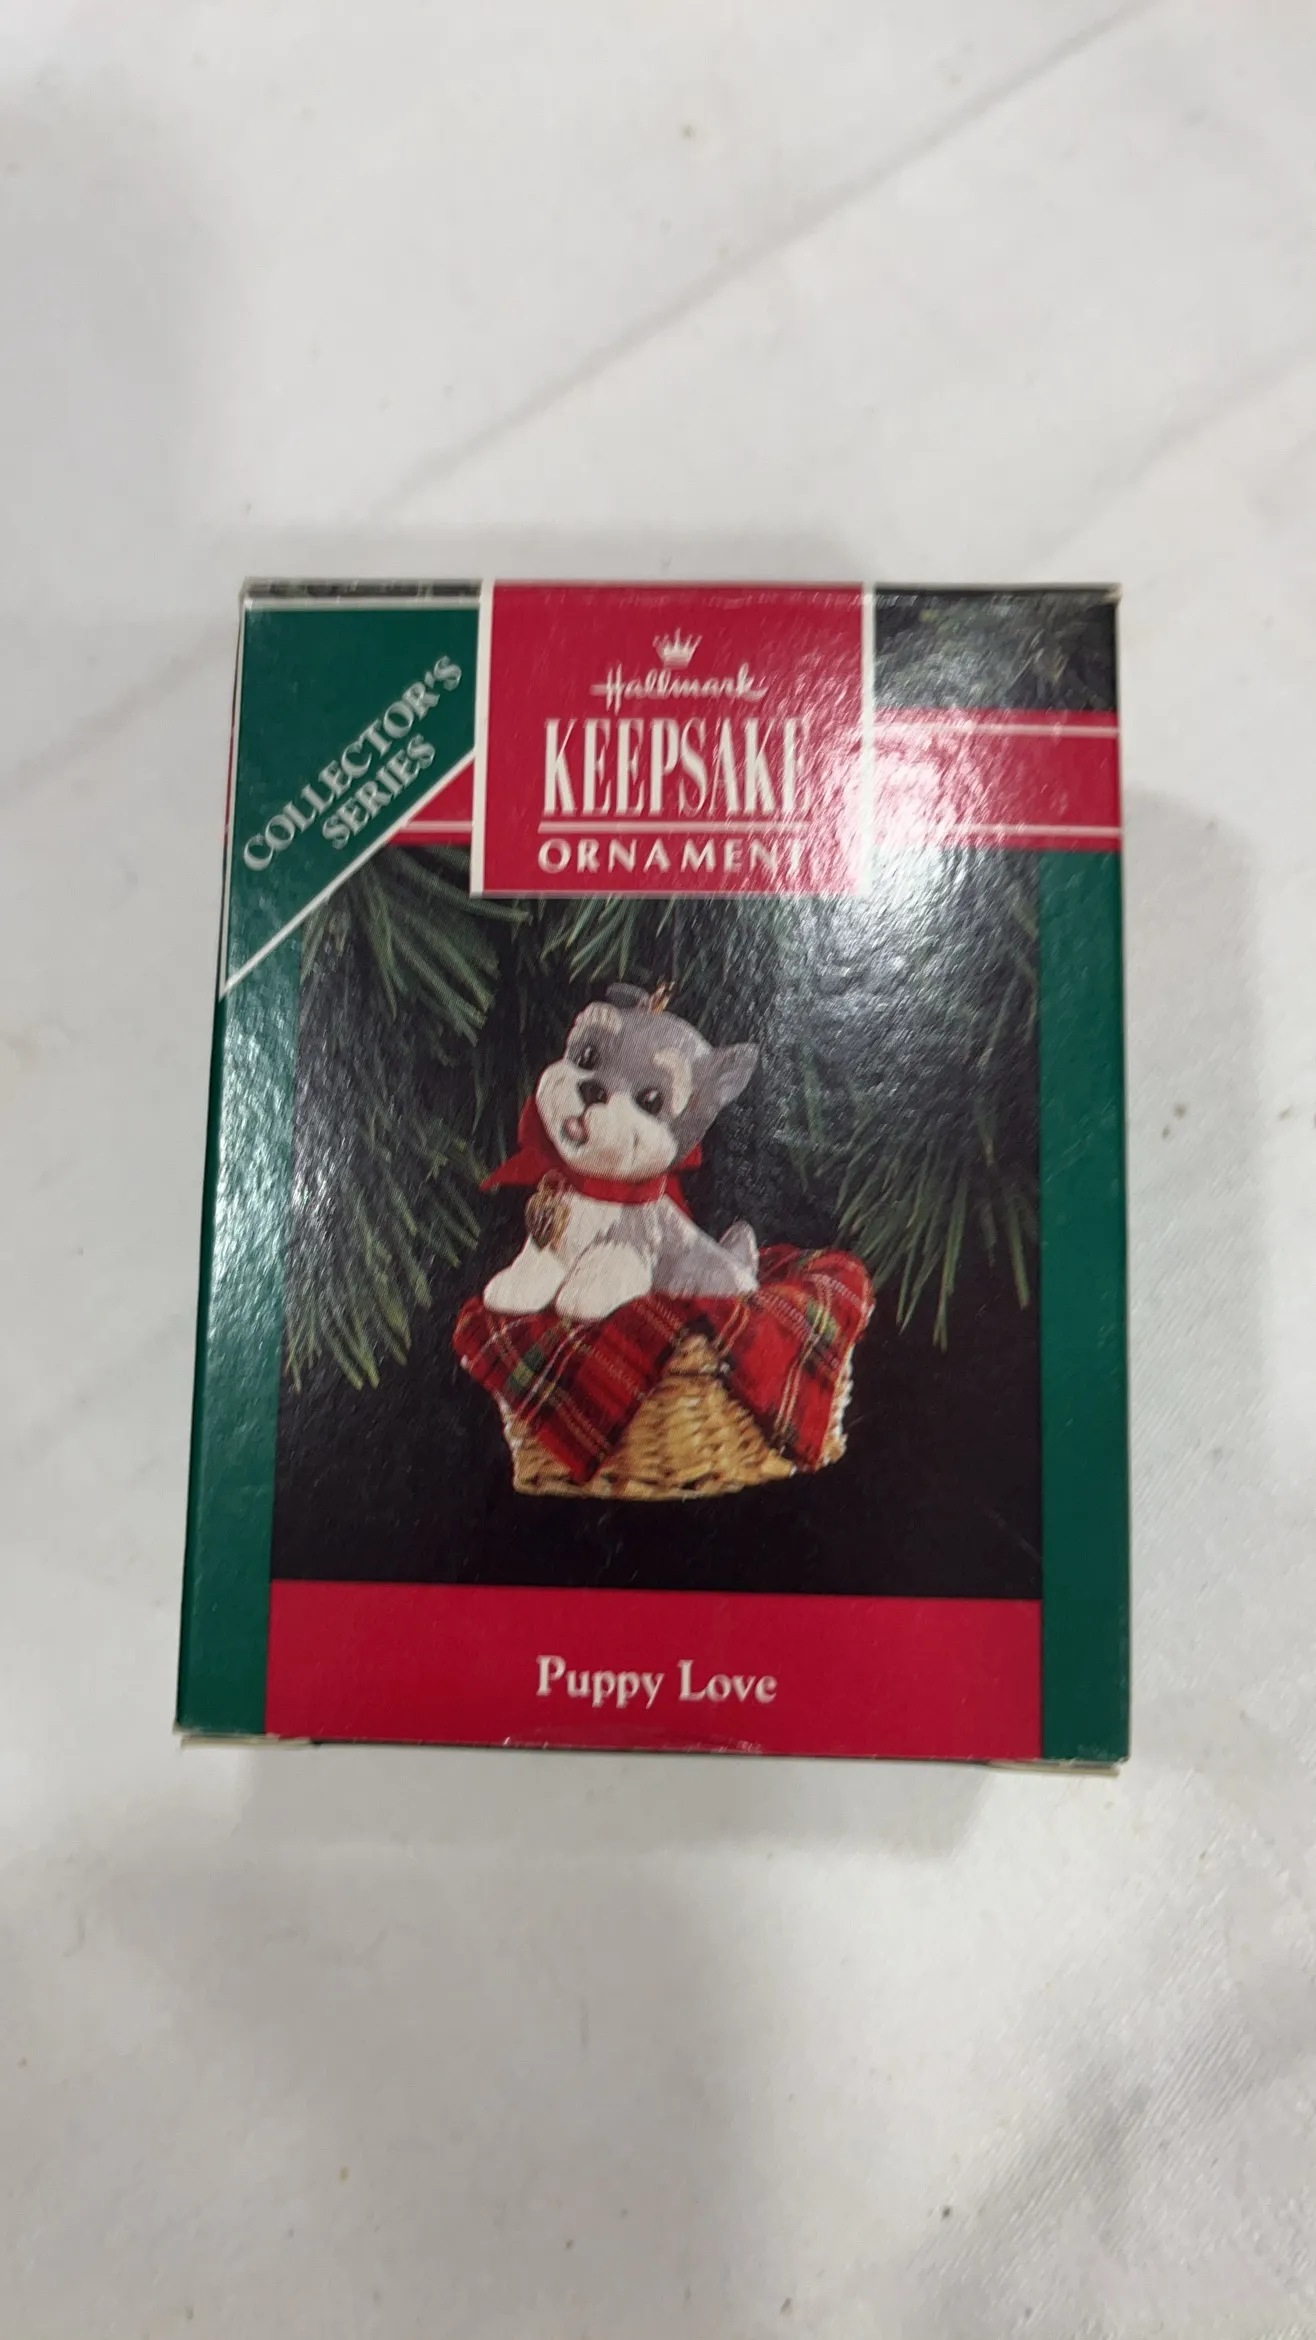 COLLECTOR'S
SERIES
Hallmark
KEEPSAKE
ORNAMENT
Puppy Love